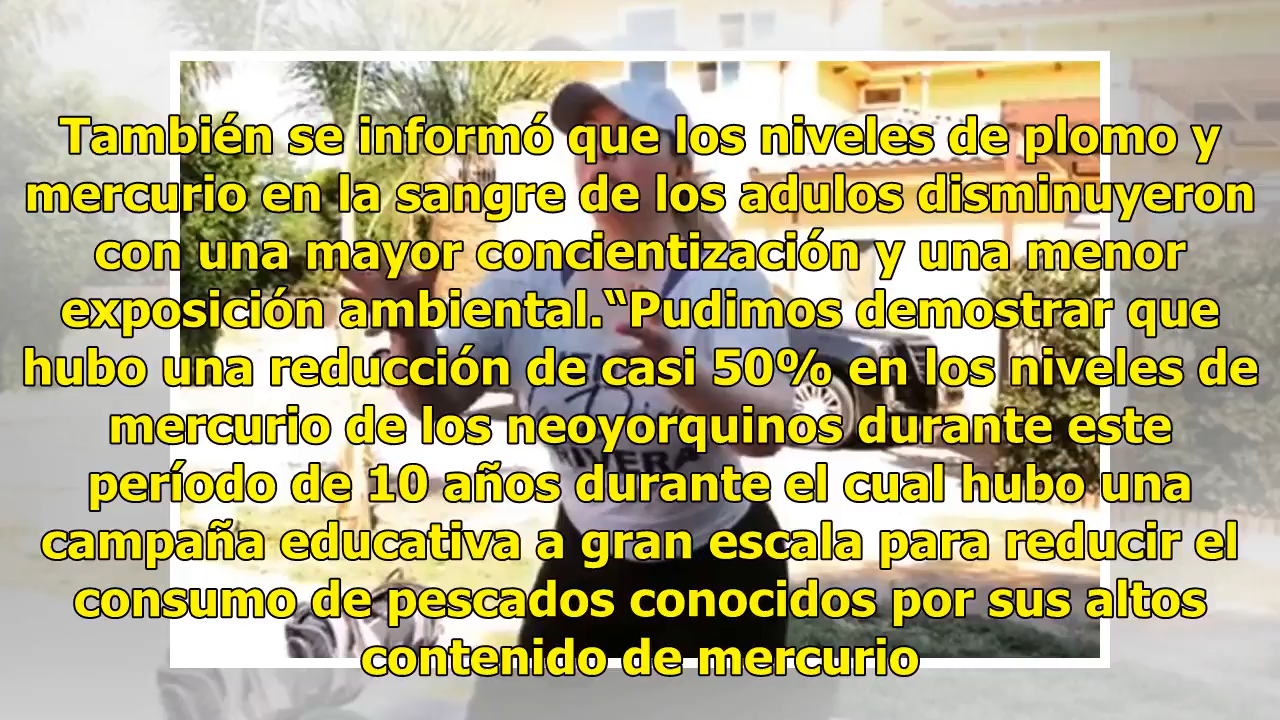 También se informó que los niveles de plomo y
mercurio en la sangre de los adulos disminuyeron
con una mayor concientización y una menor
exposición ambiental.“Pudimos demostrar que
hubo una reducción de casi 50% en los niveles de
mercurio de los neoyorquinos durante este
período de 10 años durante el cual hubo una
campaña educativa a gran escala para reducir el
consumo de pescados conocidos por sus altos
contenido de mercurio
RIVERA